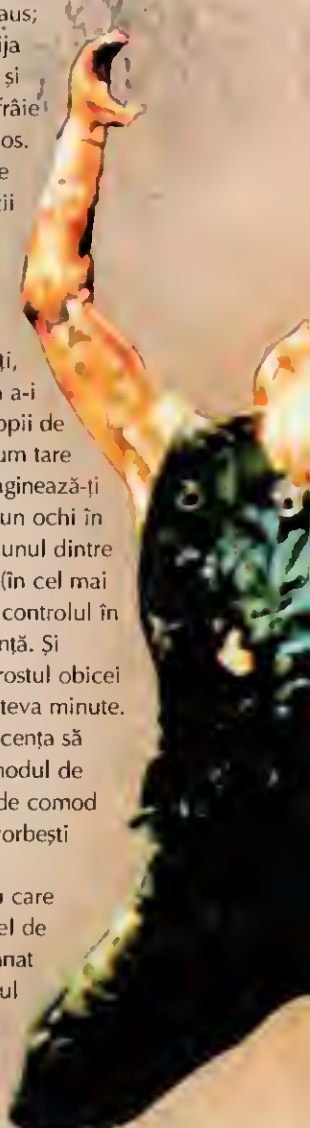 aus;
ija
și
frâie
os.
e
ii
ți,
a a-i
opii de
um tare
aginează-ți
un ochi în
unul dintre
(în cel mai
controlul în
nță. Și
rostul obicei
teva minute.
cența să
nodul de
de comod
vorbești
u care
el de
nat
ul